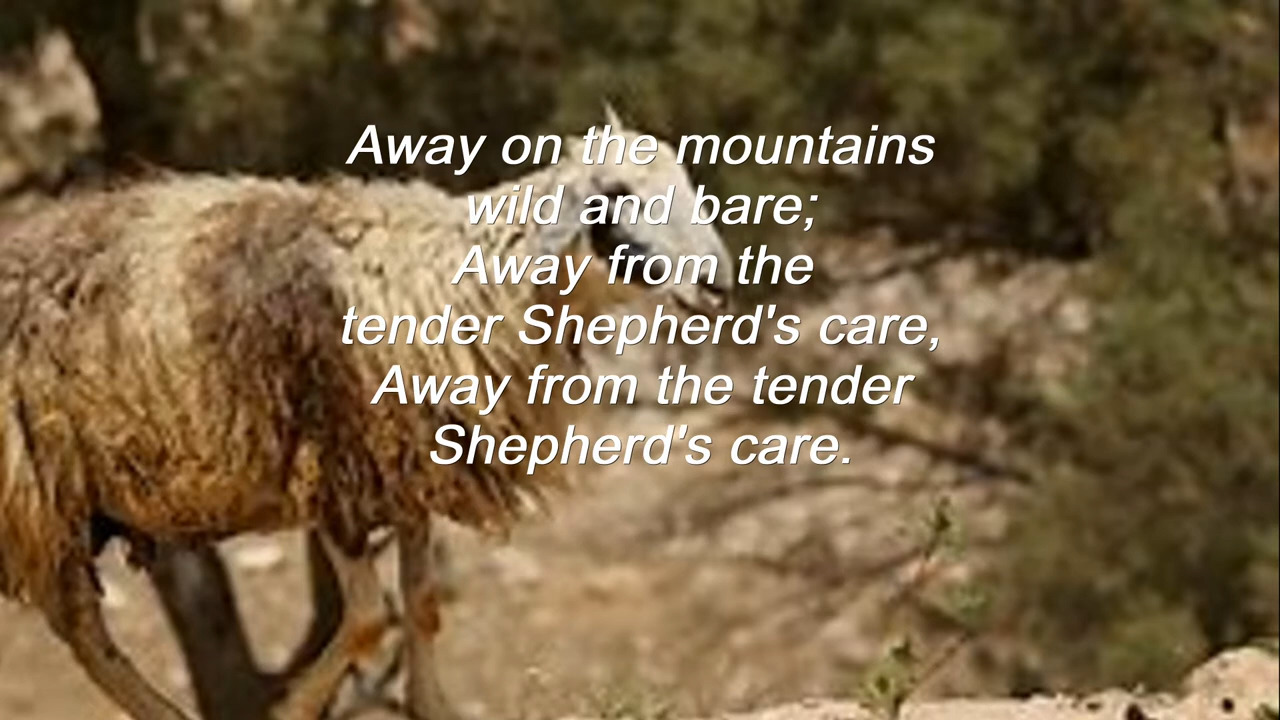 Away on the mountains
wild and bare;
Away from the
tender Shepherd's care,
Away from the tender
Shepherd's care.